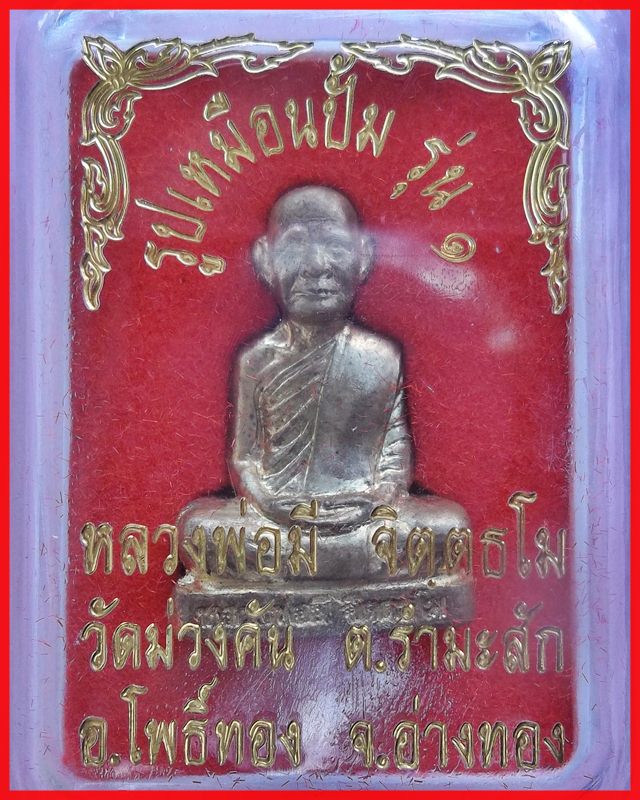 รูปเหมือนปั้ม รุ่น ๑
หลวงพ่อมี จิตฺตธโม
วัดม่วงคัน ต.รำมะสัก
อ.โพธิ์ทอง จ.อ่างทอง